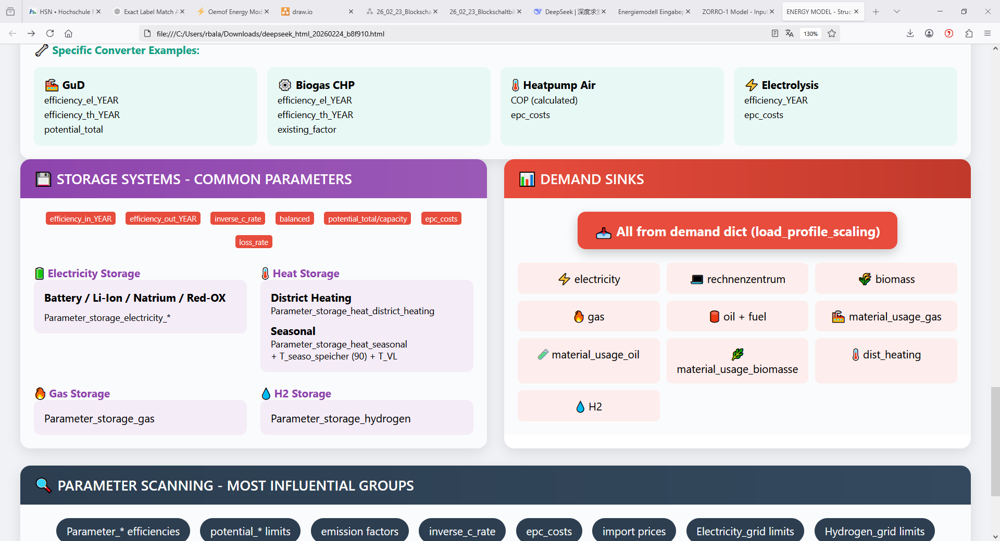 HSN • Hochschule N
Exact Label Match A
Oemof Energy Mod
draw.io
26_02_23_Blockscha
26_02_23_Blockschaltbil
DeepSeek | 深度求
Energiemodell Eingabep
ZORRO-1 Model - Input
ENERGY MODEL - Struc
file:///C:/Users/rbala/Downloads/deepseek_html_20260224_b8f910.html
130%
Specific Converter Examples:
GuD
efficiency_el_YEAR
efficiency_th_YEAR
potential_total
Biogas CHP
efficiency_el_YEAR
efficiency_th_YEAR
existing_factor
Heatpump Air
COP (calculated)
epc_costs
Electrolysis
efficiency_YEAR
epc_costs
STORAGE SYSTEMS - COMMON PARAMETERS
efficiency_in_YEAR
efficiency_out_YEAR
inverse_c_rate
balanced
potential_total/capacity
epc_costs
loss_rate
Electricity Storage
Battery / Li-Ion / Natrium / Red-OX
Parameter_storage_electricity_*
Heat Storage
District Heating
Parameter_storage_heat_district_heating
Seasonal
Parameter_storage_heat_seasonal
+ T_seaso_speicher (90) + T_VL
Gas Storage
Parameter_storage_gas
H2 Storage
Parameter_storage_hydrogen
DEMAND SINKS
All from demand dict (load_profile_scaling)
electricity
rechnenzentrum
biomass
gas
oil + fuel
material_usage_gas
material_usage_oil
material_usage_biomasse
dist_heating
H2
PARAMETER SCANNING - MOST INFLUENTIAL GROUPS
Parameter_* efficiencies
potential_* limits
emission factors
inverse_c_rate
epc_costs
import prices
Electricity_grid limits
Hydrogen_grid limits